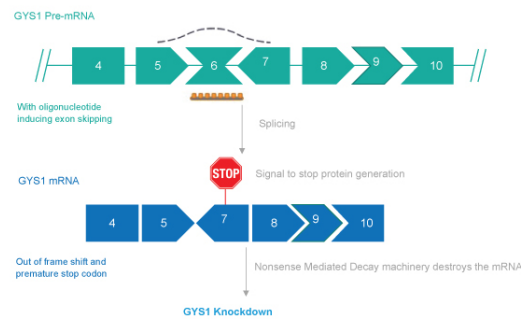 GYS1 Pre-mRNA
4 5 6 7 8 9 10
With oligonucleotide
inducing exon skipping
Splicing
STOP
Signal to stop protein generation
GYS1 mRNA
4 5 7 8 9 10
Out of frame shift and
premature stop codon
Nonsense Mediated Decay machinery destroys the mRNA
GYS1 Knockdown